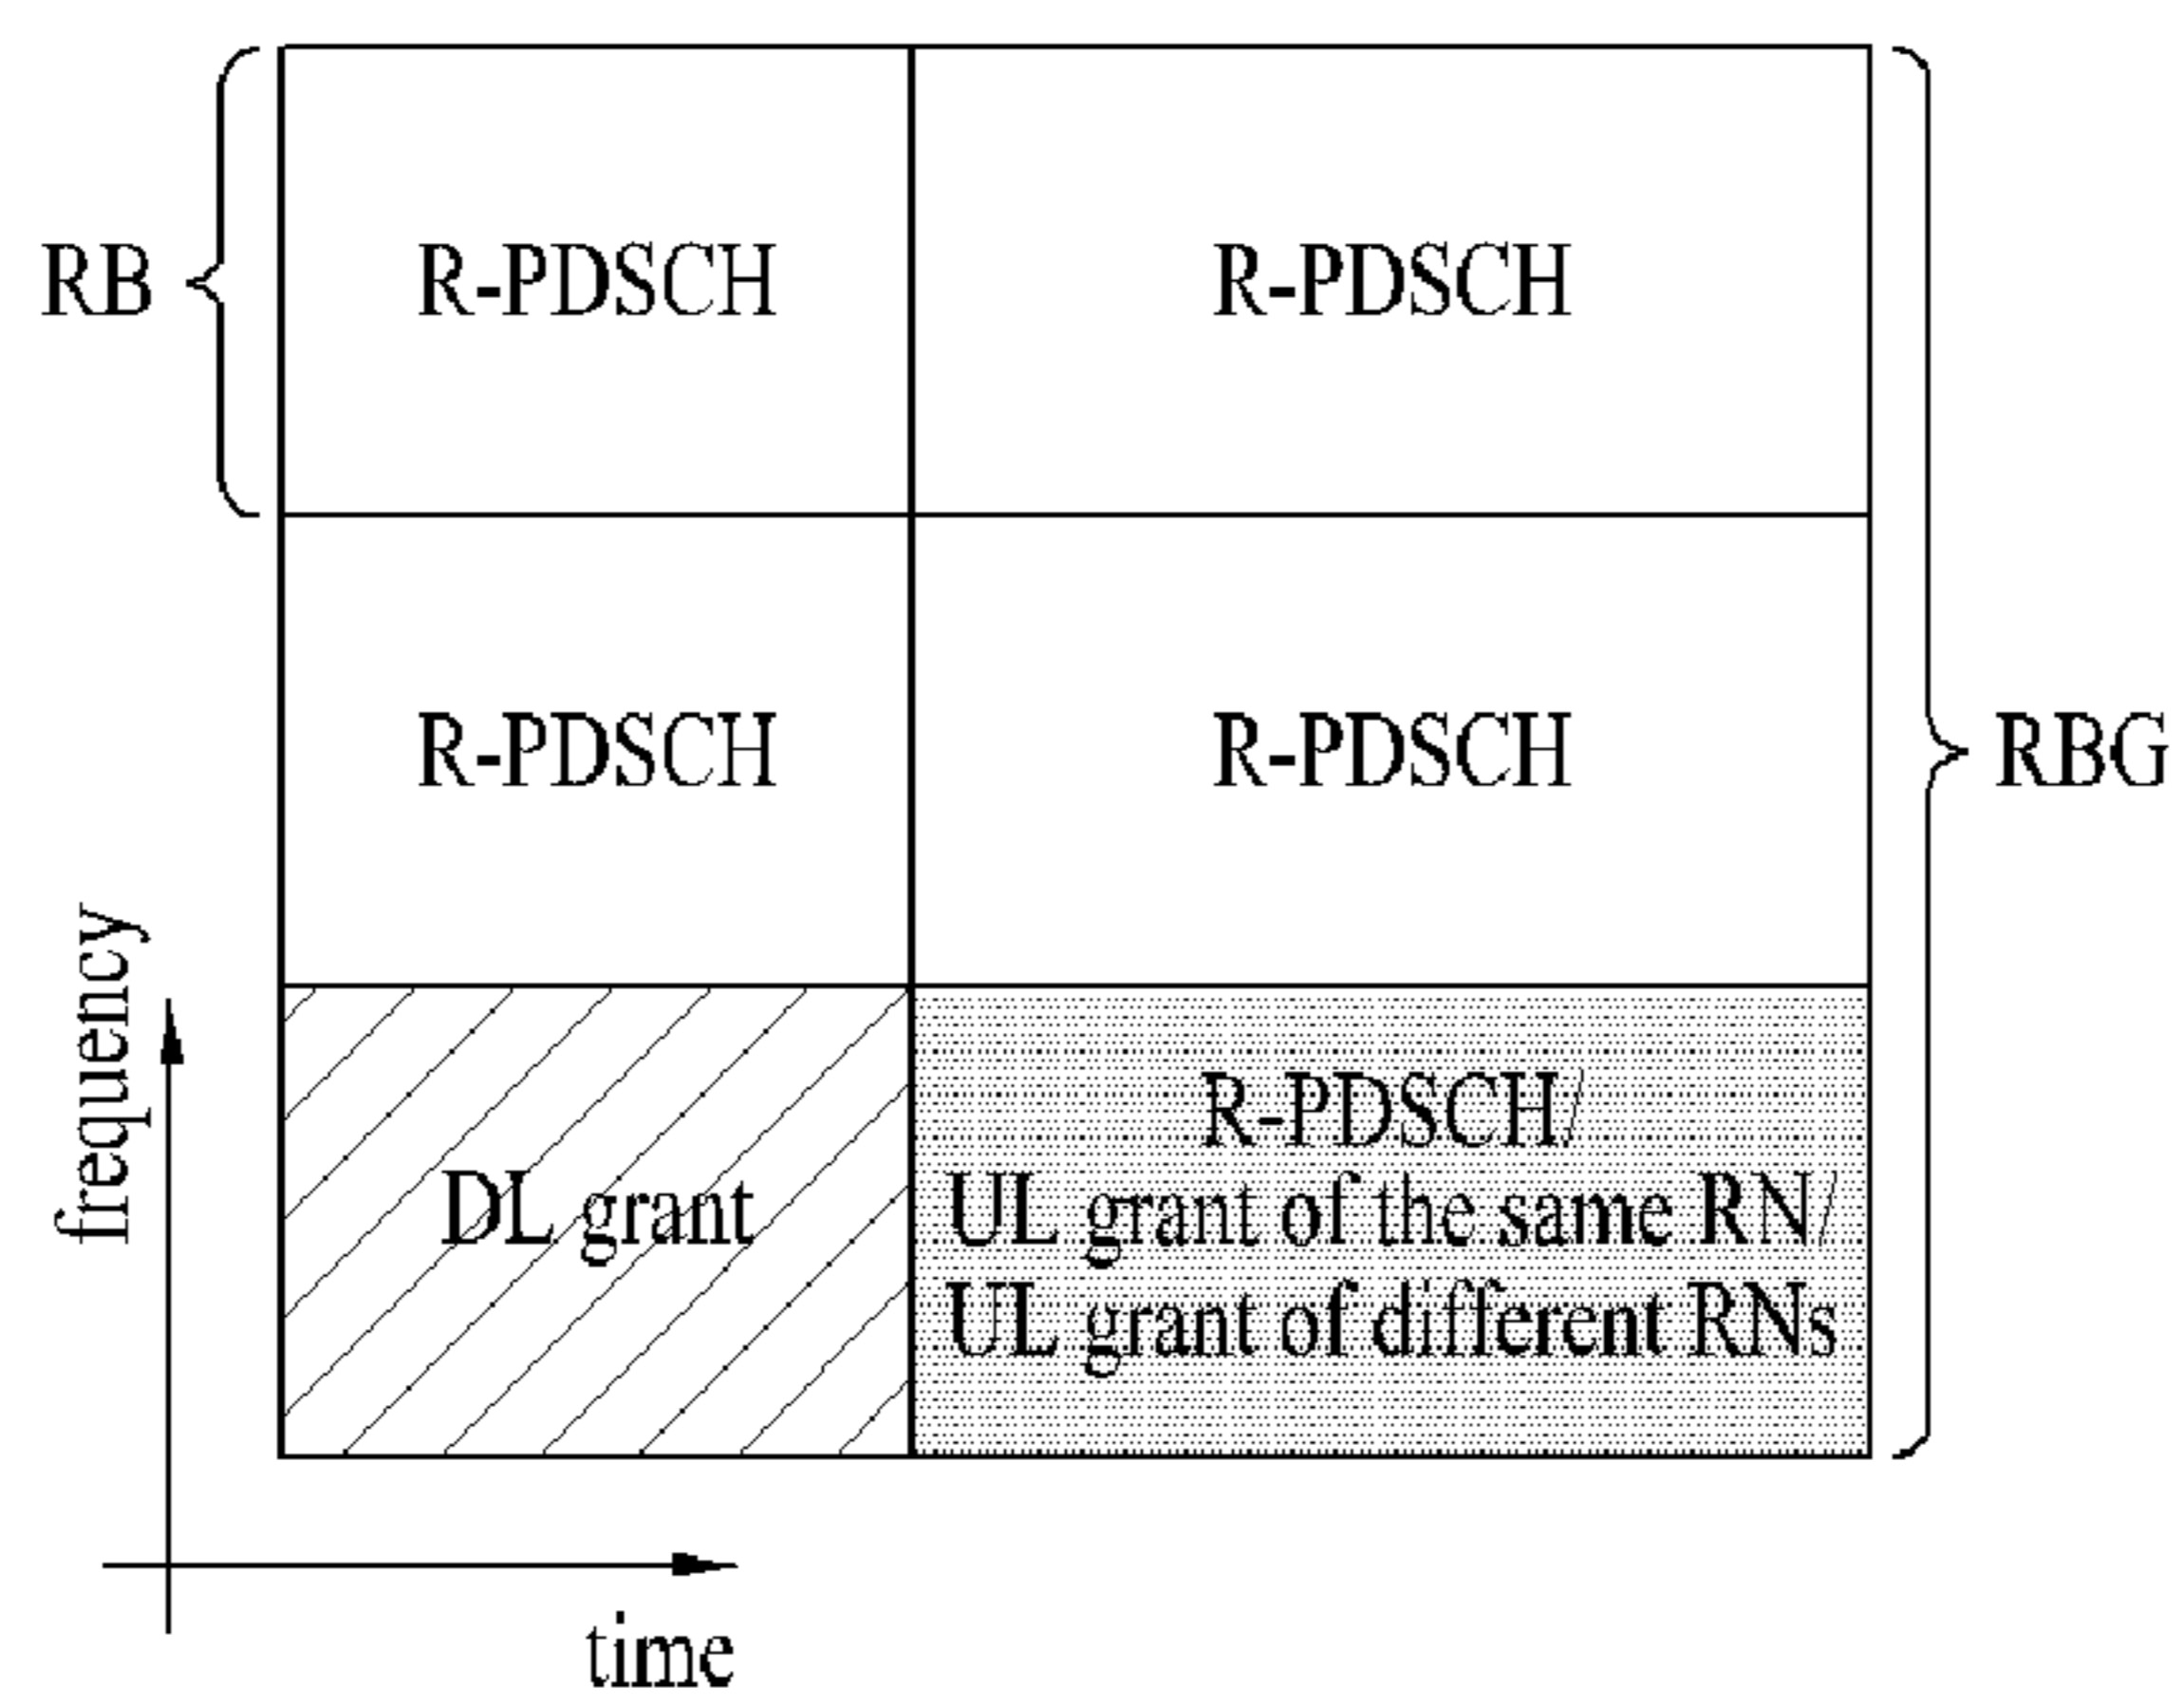 RB
R-PDSCH
R-PDSCH
R-PDSCH
R-PDSCH
RBG
frequency
DL grant
R-PDSCH/
UL grant of the same RN/
UL grant of different RNs
time